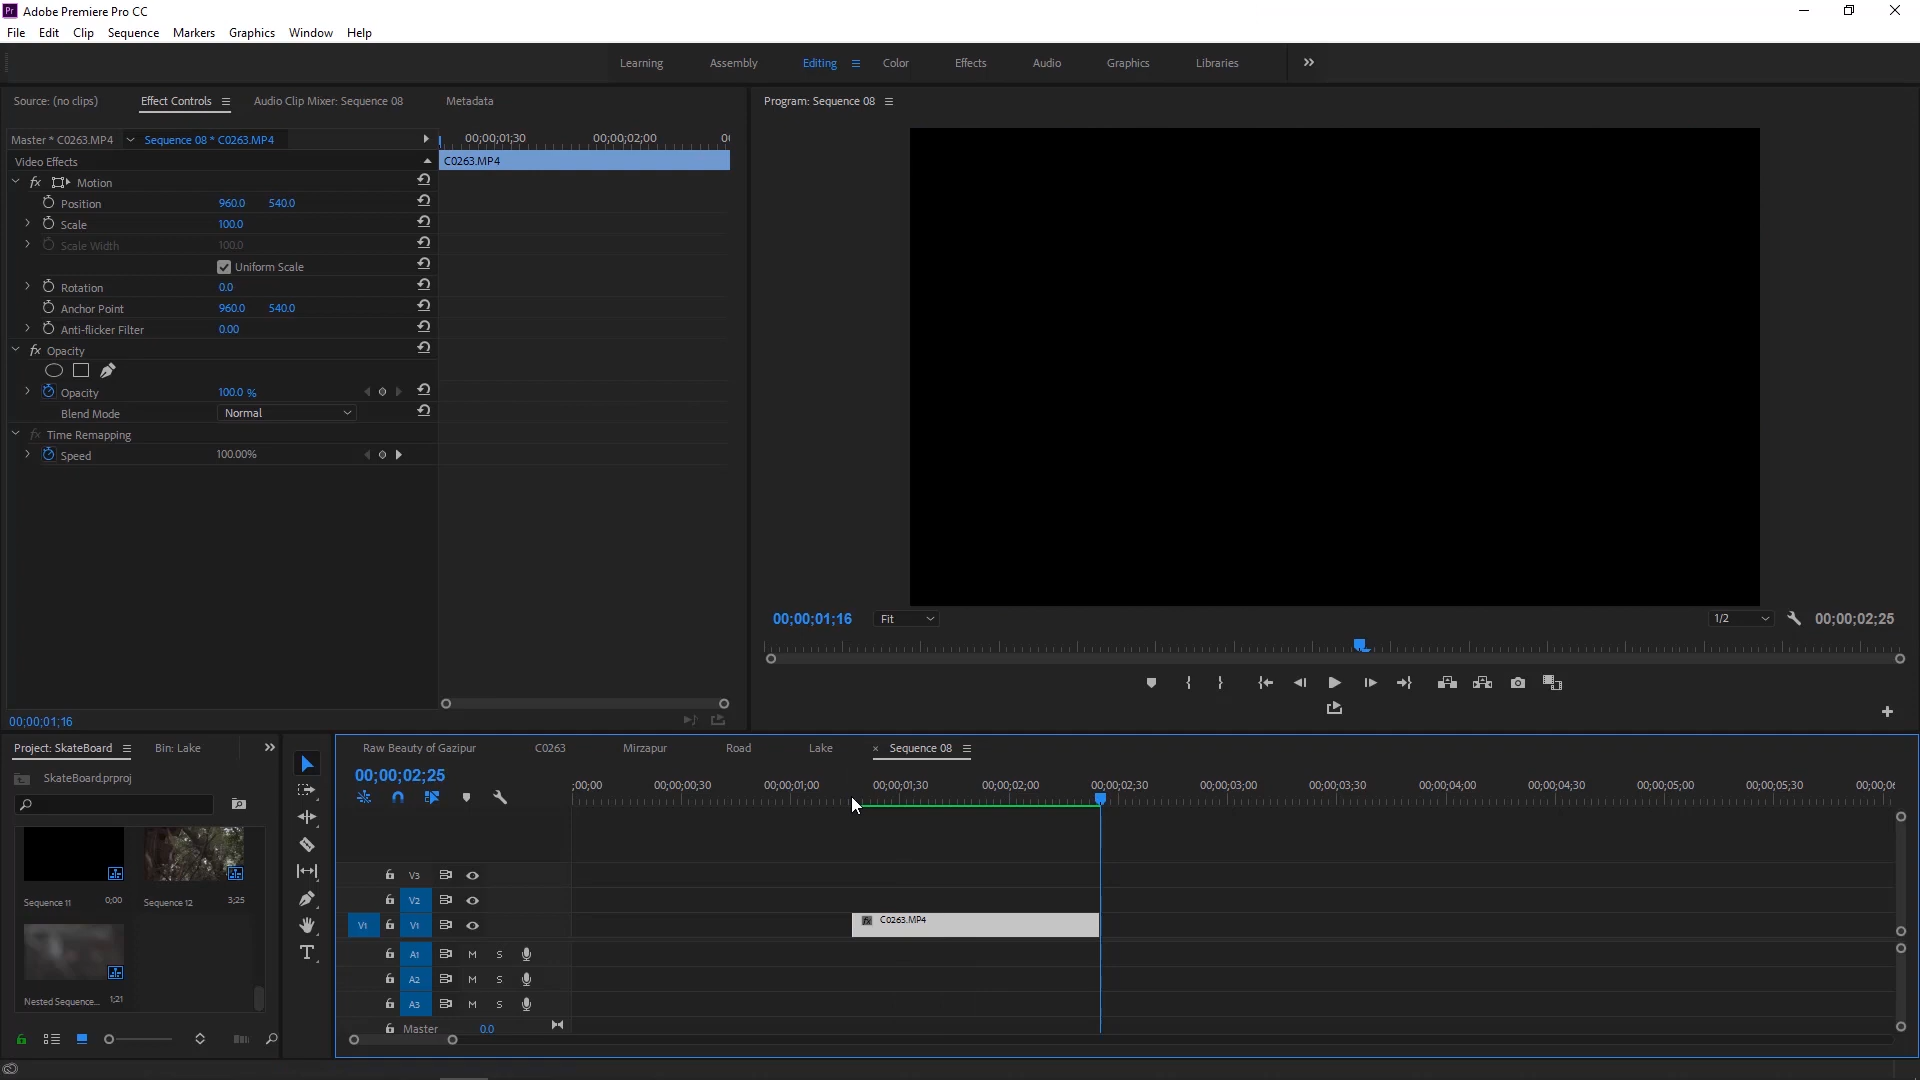 Pr Adobe Premiere Pro CC
File Edit Clip Sequence Markers Graphics Window Help
Learning Assembly Editing Color Effects Audio Graphics Libraries
Source: (no clips) Effect Controls Audio Clip Mixer: Sequence 08 Metadata
Program: Sequence 08
Master * C0263.MP4 Sequence 08 * C0263.MP4
00;00;01;30 00;00;02;00
Video Effects
C0263.MP4
fx Motion
Position 960.0 540.0
Scale 100.0
Scale Width 100.0
Uniform Scale
Rotation 0.0
Anchor Point 960.0 540.0
Anti-flicker Filter 0.00
fx Opacity
Opacity 100.0 %
Blend Mode Normal
fx Time Remapping
Speed 100.00%
00;00;01;16 Fit 1/2 00;00;02;25
00;00;01;16
Project: SkateBoard Bin: Lake
SkateBoard.prproj
Sequence 11 0;00
Sequence 12 3;25
Nested Sequence... 1;21
Raw Beauty of Gazipur C0263 Mirzapur Road Lake × Sequence 08
00;00;02;25
;00;00 00;00;00;30 00;00;01;00 00;00;01;30 00;00;02;00 00;00;02;30 00;00;03;00 00;00;03;30 00;00;04;00 00;00;04;30 00;00;05;00 00;00;05;30 00;00;0
V3
V2
V1 V1 fx C0263.MP4
A1 M S
A2 M S
A3 M S
Master 0.0
T